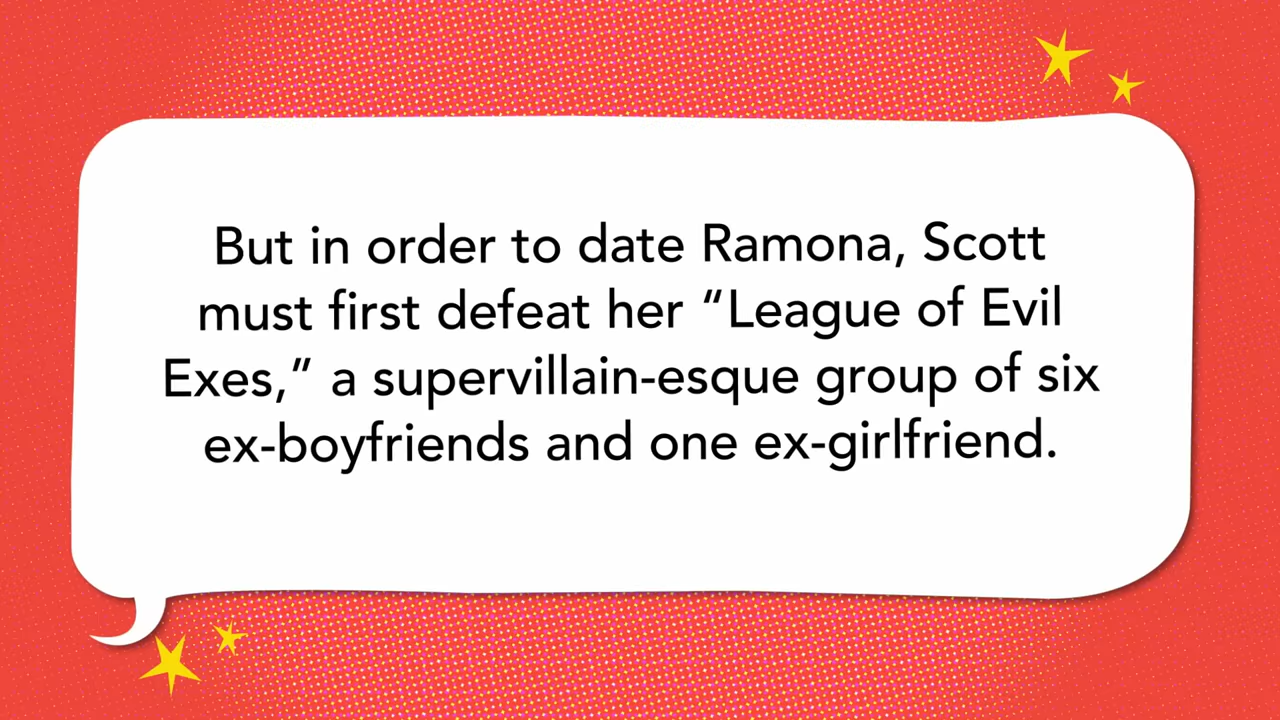 But in order to date Ramona, Scott
must first defeat her “League of Evil
Exes,” a supervillain-esque group of six
ex-boyfriends and one ex-girlfriend.